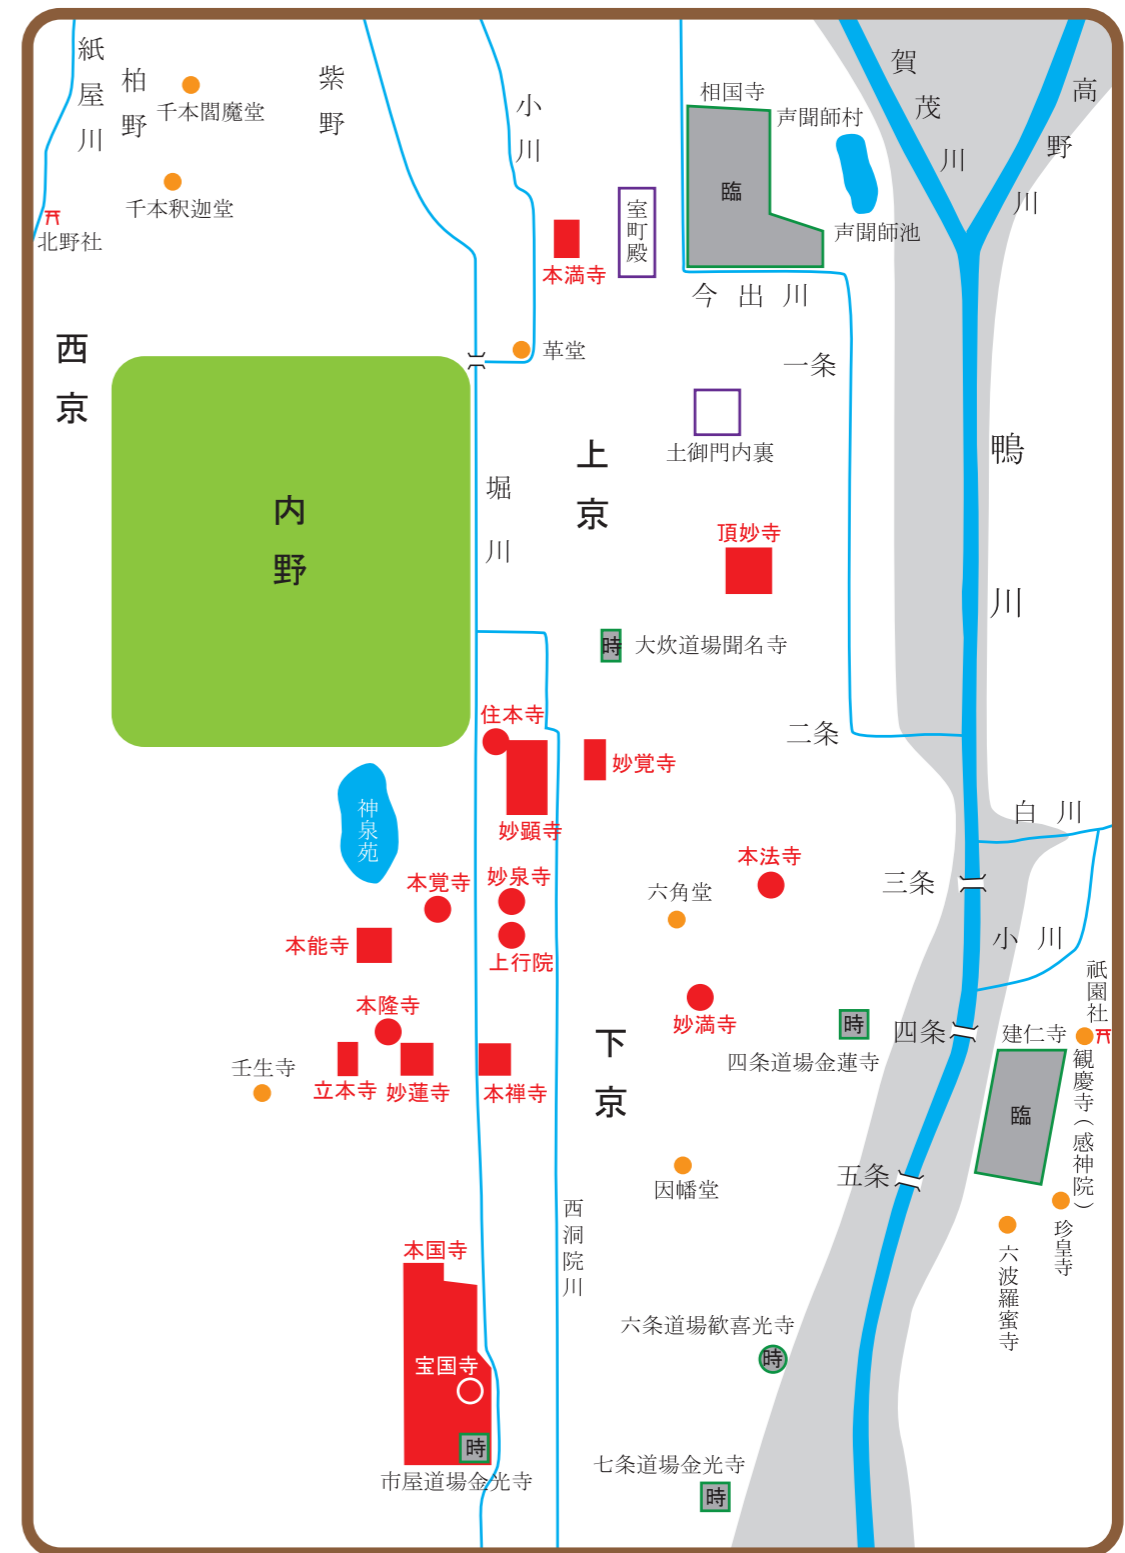 紙屋川
柏野
千本閻魔堂
紫野
小川
相国寺
声聞師村
賀茂川
高野川
千本釈迦堂
北野社
臨
室町殿
声聞師池
本満寺
今出川
西京
革堂
一条
土御門内裏
上京
鴨川
内野
堀川
頂妙寺
時
大炊道場聞名寺
住本寺
二条
妙覚寺
神泉苑
妙顕寺
白川
本法寺
三条
本覚寺
妙泉寺
六角堂
本能寺
上行院
小川
祇園社
本隆寺
妙満寺
時
四条
建仁寺
四条道場金蓮寺
下京
壬生寺
立本寺
妙蓮寺
本禅寺
観慶寺(感神院)
臨
因幡堂
五条
西洞院川
珍皇寺
六波羅蜜寺
本国寺
六条道場歓喜光寺
時
宝国寺
時
市屋道場金光寺
七条道場金光寺
時